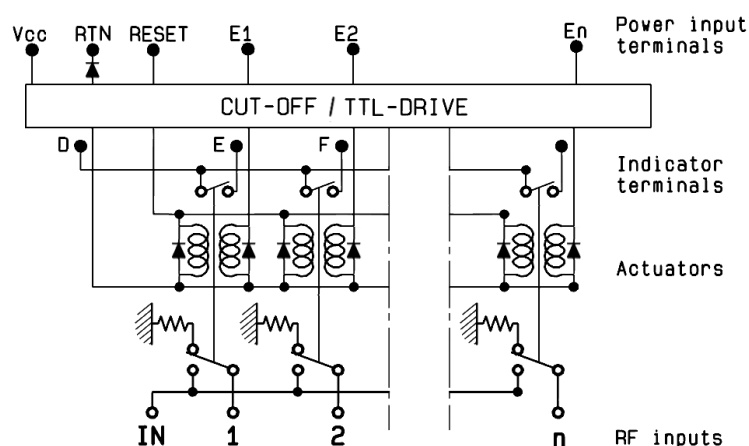 Vcc RTN RESET E1 E2 En Power input
terminals
CUT-OFF / TTL-DRIVE
D E F Indicator
terminals
Actuators
IN 1 2 n RF inputs